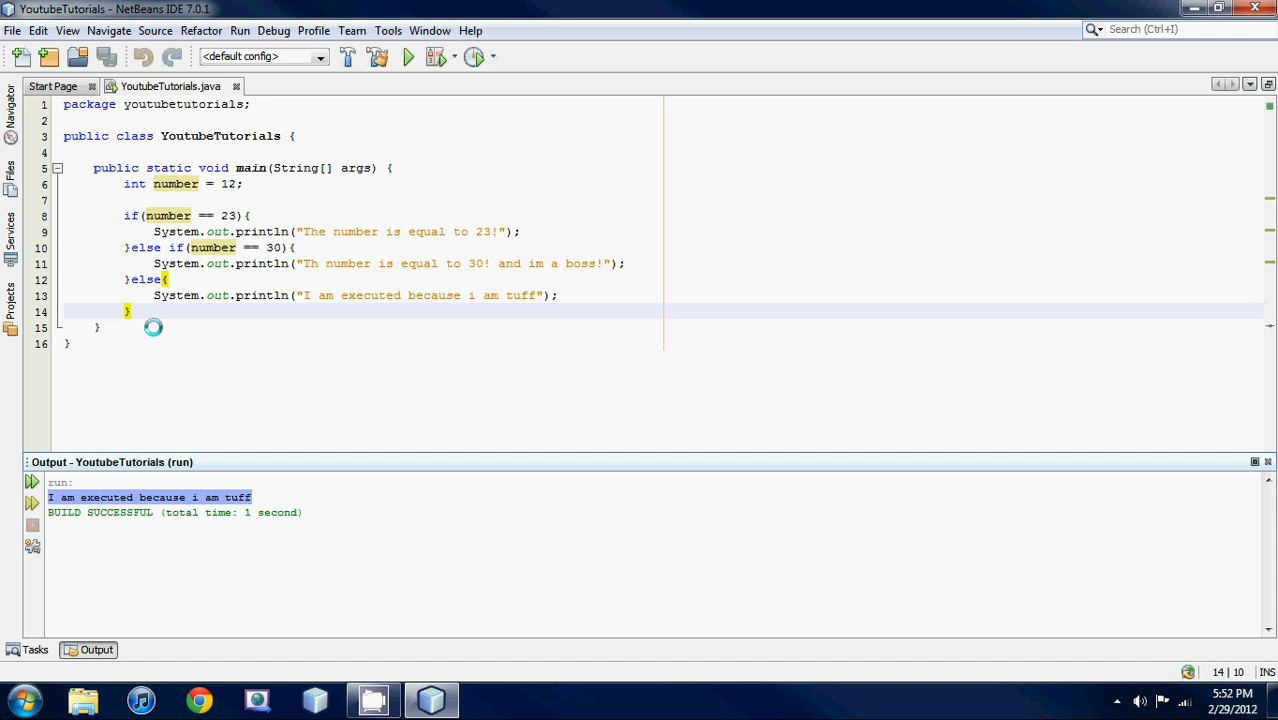 YoutubeTutorials - NetBeans IDE 7.0.1
File Edit View Navigate Source Refactor Run Debug Profile Team Tools Window Help
Search (Ctrl+I)
<default config>
Start Page YoutubeTutorials.java
Navigator
Files
Services
Projects
1 package youtubetutorials;
2
3 public class YoutubeTutorials {
4
5 public static void main(String[] args) {
6 int number = 12;
7
8 if(number == 23){
9 System.out.println("The number is equal to 23!");
10 }else if(number == 30){
11 System.out.println("Th number is equal to 30! and im a boss!");
12 }else{
13 System.out.println("I am executed because i am tuff");
14 }
15 }
16 }
Output - YoutubeTutorials (run)
run:
I am executed because i am tuff
BUILD SUCCESSFUL (total time: 1 second)
Tasks Output
14 | 10 INS
5:52 PM
2/29/2012